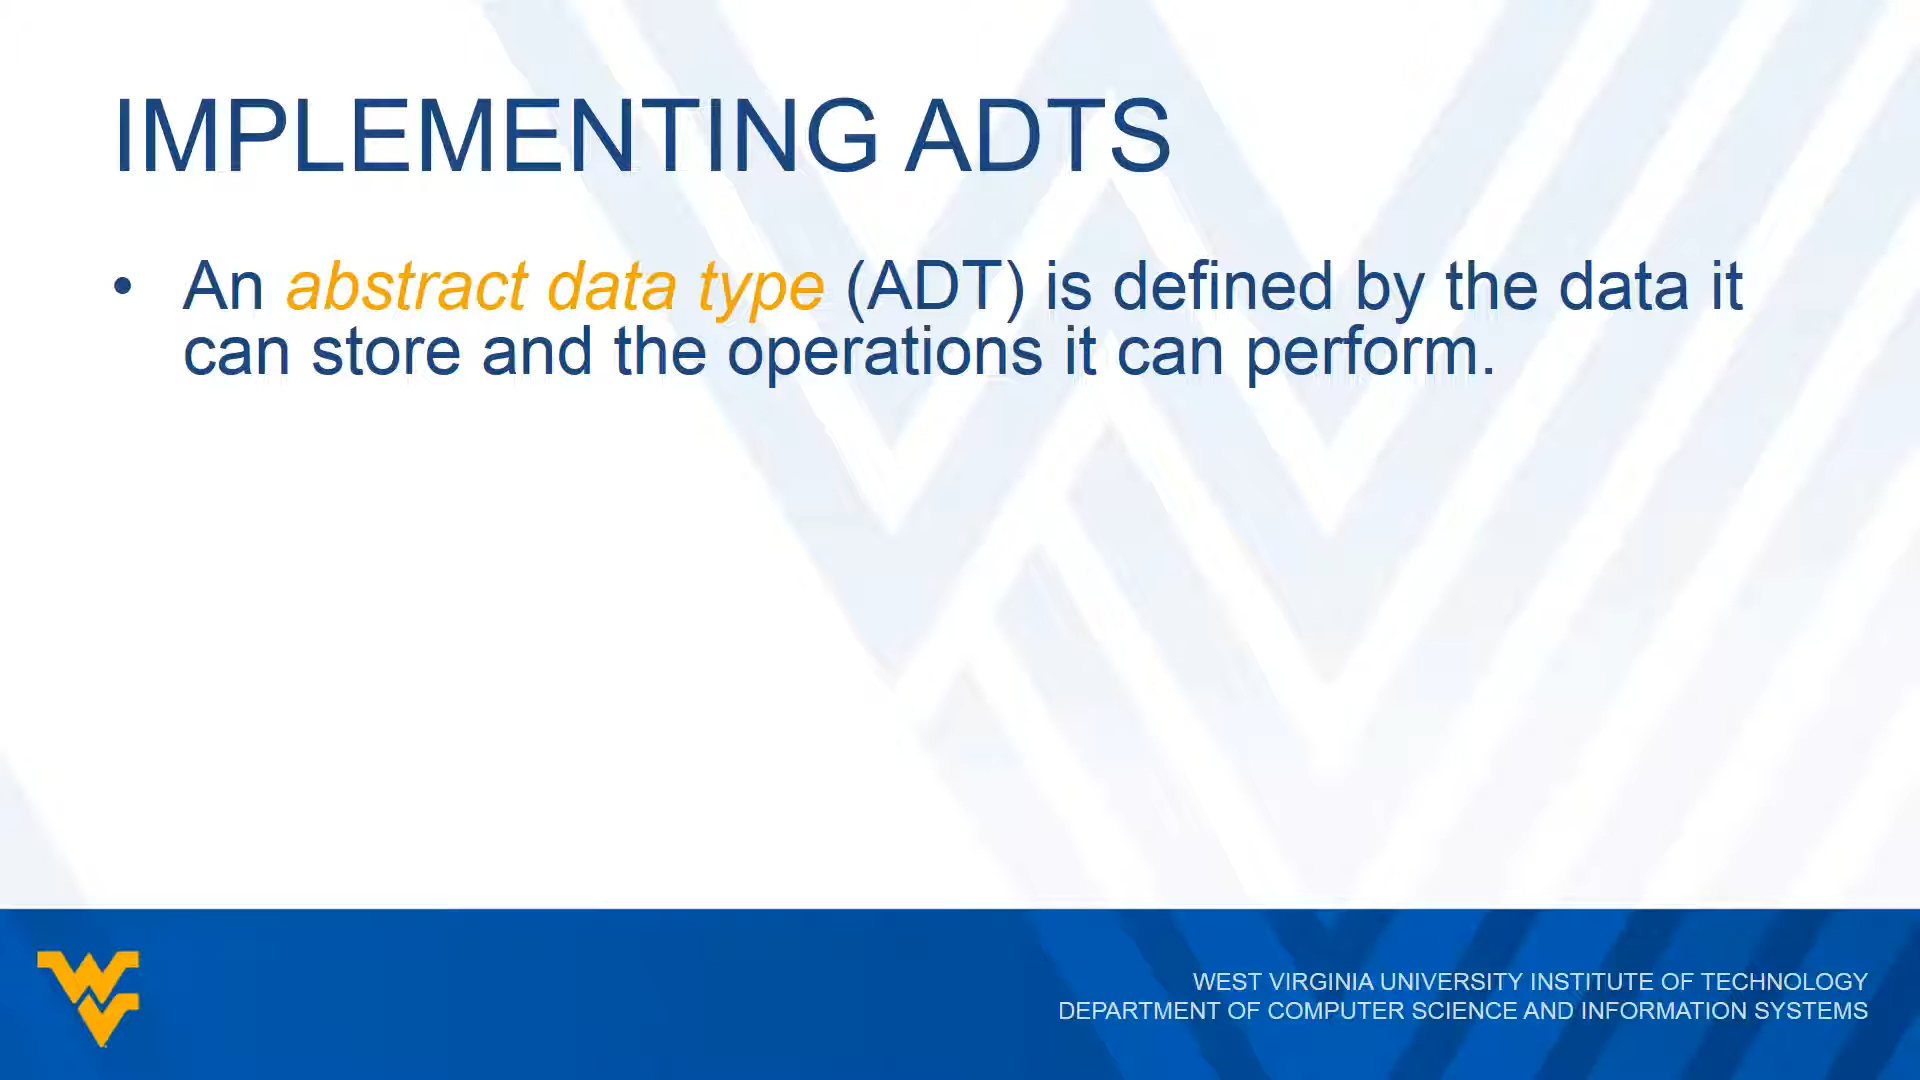 IMPLEMENTING ADTS
• An abstract data type (ADT) is defined by the data it
can store and the operations it can perform.
WEST VIRGINIA UNIVERSITY INSTITUTE OF TECHNOLOGY
DEPARTMENT OF COMPUTER SCIENCE AND INFORMATION SYSTEMS